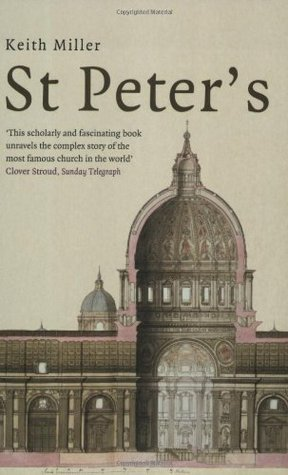 Keith Miller
St Peter's
'This scholarly and fascinating book
unravels the complex story of the
most famous church in the world'
Clover Stroud, Sunday Telegraph